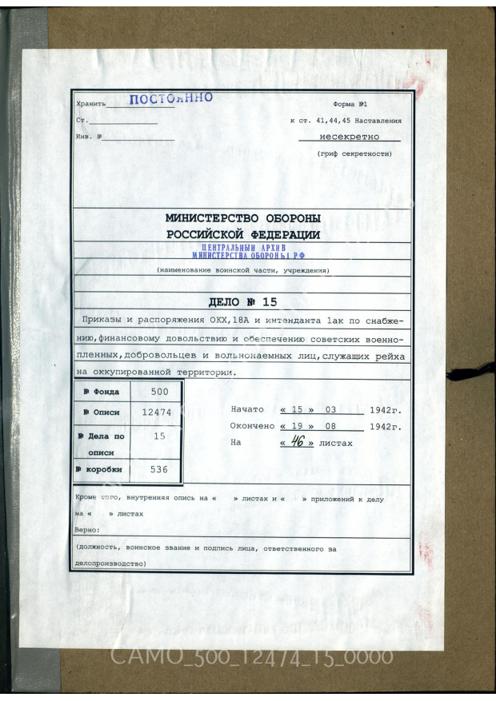 Хранить ПОСТОЯННО
Форма №1
Ст.
к ст. 41,44,45 Наставления
Инв. №
несекретно
(гриф секретности)
МИНИСТЕРСТВО ОБОРОНЫ
РОССИЙСКОЙ ФЕДЕРАЦИИ
ЦЕНТРАЛЬНЫЙ АРХИВ
МИНИСТЕРСТВА ОБОРОНЫ РФ
(наименование воинской части, учреждения)
ДЕЛО № 15
Приказы и распоряжения ОКХ,18А и интенданта 1ак по снабже-
нию,финансовому довольствию и обеспечению советских военно-
пленных,добровольцев и вольнонаемных лиц,служащих рейха
на оккупированной территории.
№ Фонда 500
№ Описи 12474
№ Дела по описи 15
№ коробки 536
Начато « 15 » 03 1942г.
Окончено « 19 » 08 1942г.
На « 46 » листах
Кроме того, внутренняя опись на « » листах и « » приложений к делу
на « » листах
Верно:
(должность, воинское звание и подпись лица, ответственного за
делопроизводство)
CAMO_500_12474_15_0000